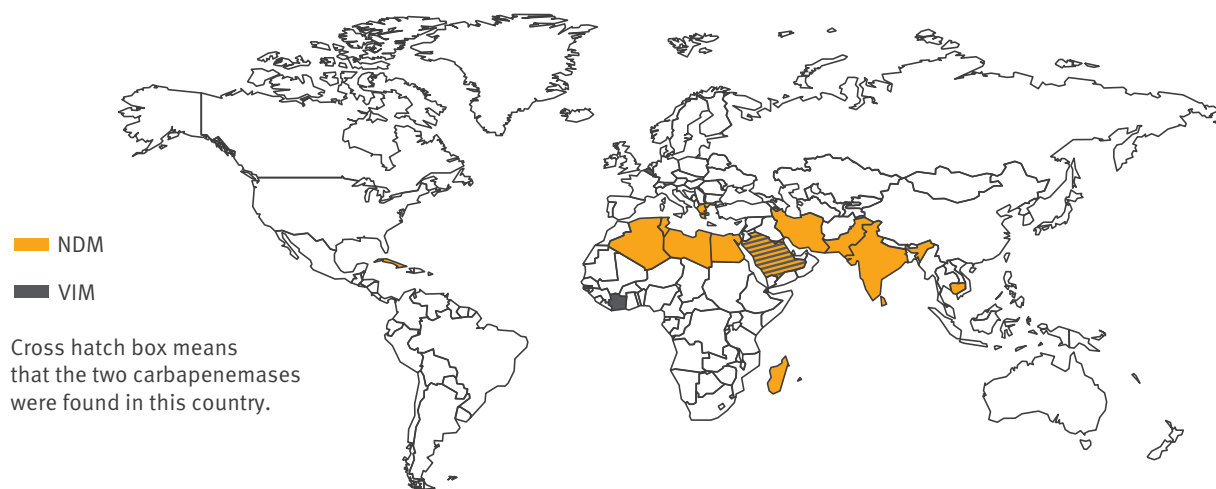 NDM
VIM
Cross hatch box means
that the two carbapenemases
were found in this country.